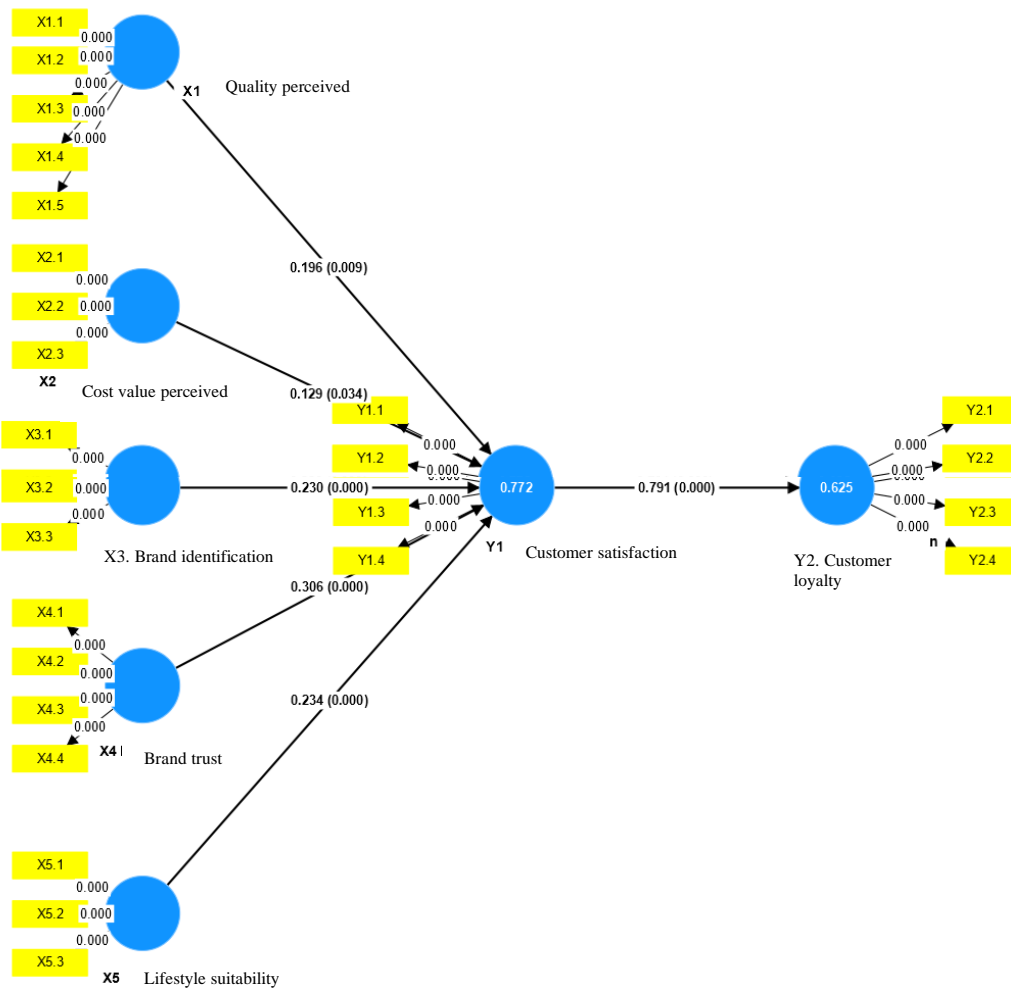 X1.1
0.000
X1.2
0.000
0.000
X1.3
0.000
0.000
X1.4
X1.5
X1
Quality perceived
0.196 (0.009)
X2.1
0.000
X2.2
0.000
0.000
X2.3
X2
Cost value perceived
0.129 (0.034)
X3.1
0.000
X3.2
0.000
0.000
X3.3
X3. Brand identification
0.230 (0.000)
Y1.1
0.000
Y1.2
0.000
0.000
Y1.3
0.000
Y1.4
0.772
Y1
Customer satisfaction
0.791 (0.000)
0.625
Y2. Customer
loyalty
Y2.1
0.000
Y2.2
0.000
0.000
Y2.3
0.000
n
Y2.4
0.306 (0.000)
X4.1
0.000
X4.2
0.000
0.000
X4.3
0.000
X4.4
X4
Brand trust
0.234 (0.000)
X5.1
0.000
X5.2
0.000
0.000
X5.3
X5
Lifestyle suitability